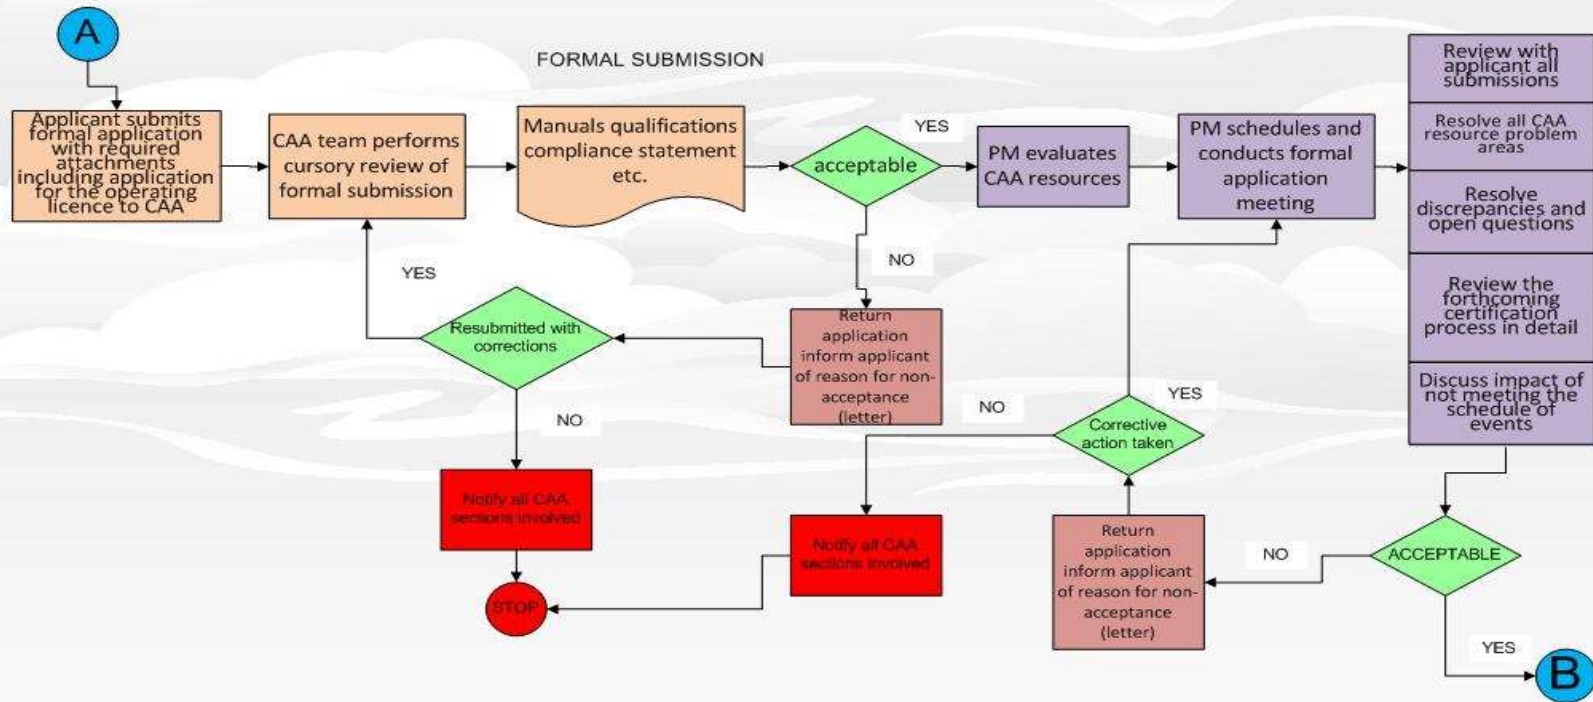 A
FORMAL SUBMISSION
Applicant submits
formal application
with required
attachments
including application
for the operating
licence to CAA
CAA team performs
cursory review of
formal submission
Manuals qualifications
compliance statement
etc.
acceptable
YES
PM evaluates
CAA resources
PM schedules and
conducts formal
application
meeting
Review with
applicant all
submissions
Resolve all CAA
resource problem
areas
Resolve
discrepancies and
open questions
Review the
forthcoming
certification
process in detail
Discuss impact of
not meeting the
schedule of
events
NO
YES
Resubmitted with
corrections
Return
application
inform applicant
of reason for non-
acceptance
(letter)
NO
NO
YES
Corrective
action taken
Notify all CAA
sections involved
STOP
Notify all CAA
sections involved
Return
application
inform applicant
of reason for non-
acceptance
(letter)
NO
ACCEPTABLE
YES
B